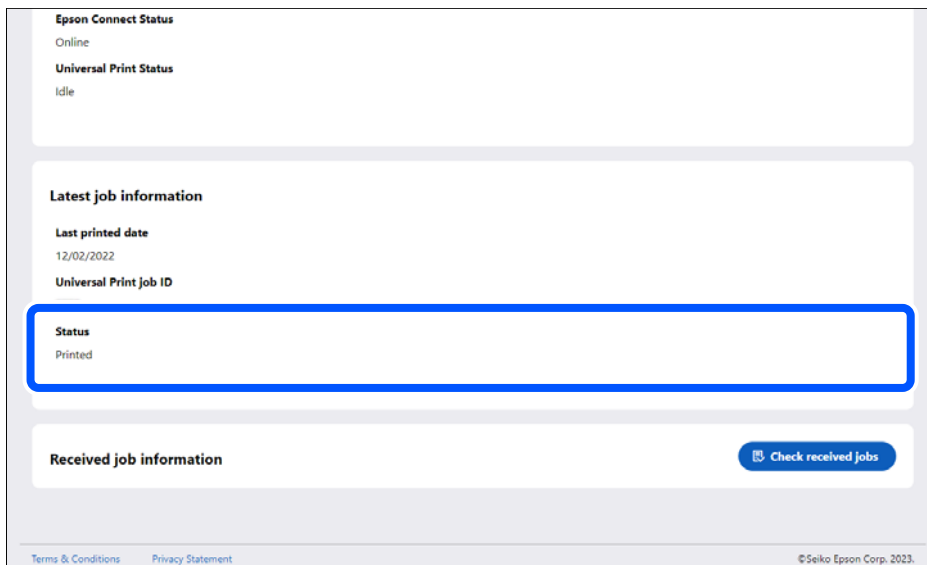 Epson Connect Status
Online
Universal Print Status
Idle
Latest job information
Last printed date
12/02/2022
Universal Print job ID
Status
Printed
Received job information
Check received jobs
Terms & Conditions
Privacy Statement
©Seiko Epson Corp. 2023.